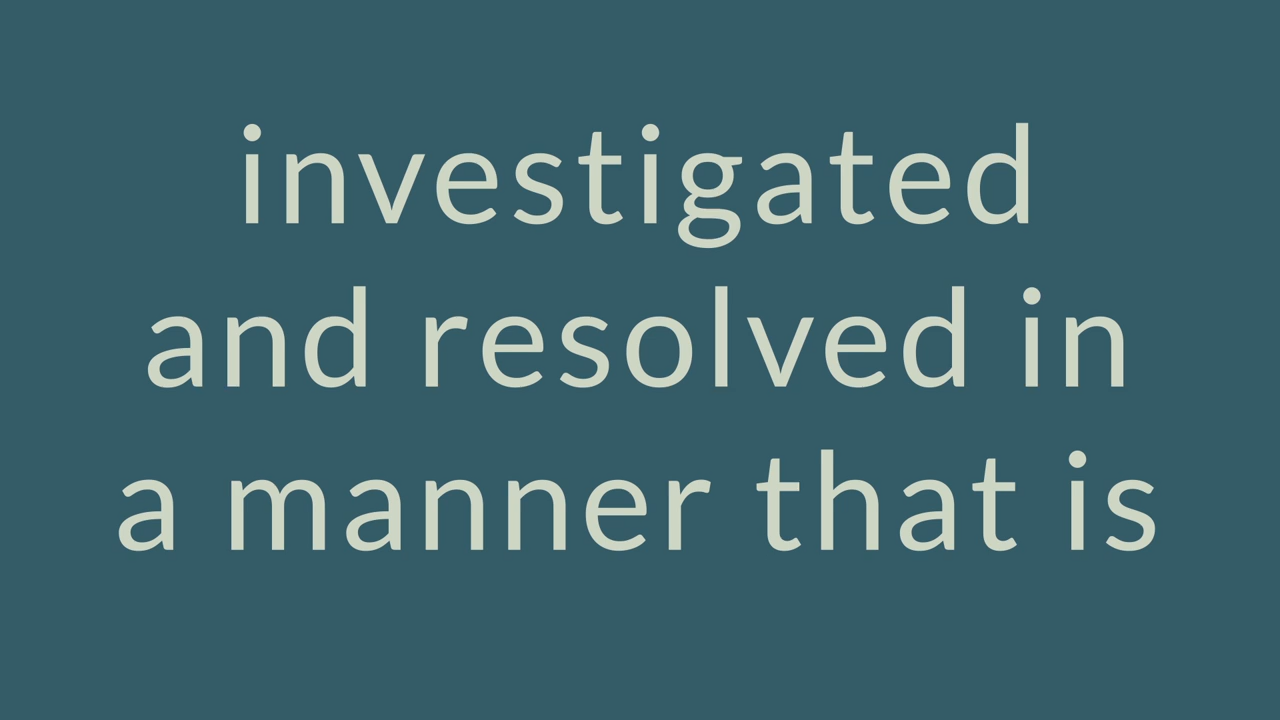 investigated
and resolved in
a manner that is